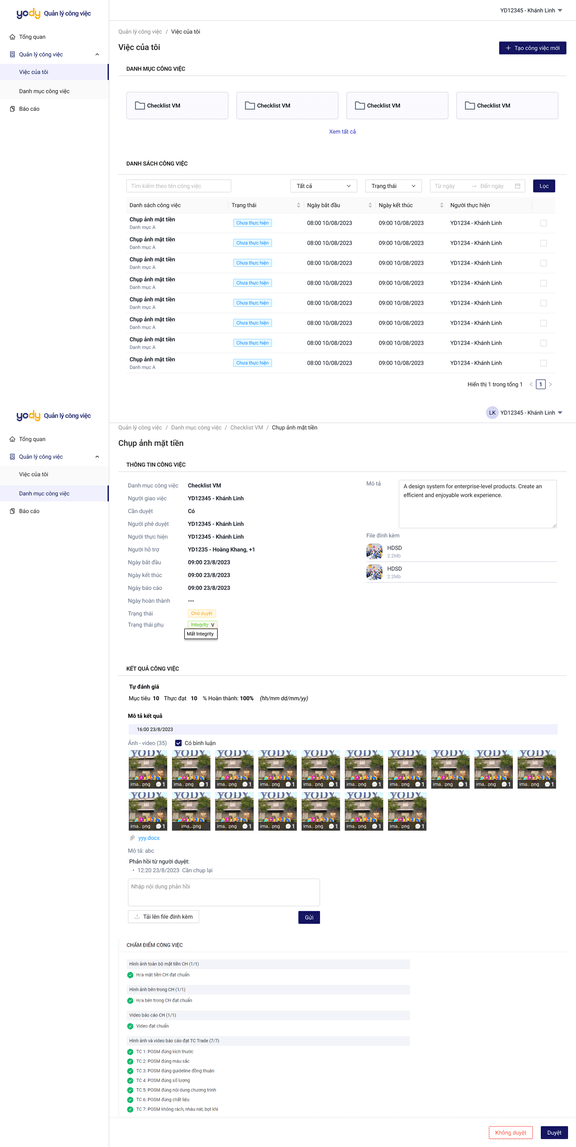 yody Quản lý công việc
YD12345 - Khánh Linh
Tổng quan
Quản lý công việc
Việc của tôi
Danh mục công việc
Báo cáo
Quản lý công việc / Việc của tôi
Việc của tôi
+ Tạo công việc mới
DANH MỤC CÔNG VIỆC
Checklist VM
Checklist VM
Checklist VM
Checklist VM
Xem tất cả
DANH SÁCH CÔNG VIỆC
Tìm kiếm theo tên công việc
Tất cả
Trạng thái
Từ ngày → Đến ngày
Lọc
Danh sách công việc Trạng thái Ngày bắt đầu Ngày kết thúc Người thực hiện
Chụp ảnh mặt tiền Chưa thực hiện 08:00 10/08/2023 09:00 10/08/2023 YD1234 - Khánh Linh
Danh mục A
Chụp ảnh mặt tiền Chưa thực hiện 08:00 10/08/2023 09:00 10/08/2023 YD1234 - Khánh Linh
Danh mục A
Chụp ảnh mặt tiền Chưa thực hiện 08:00 10/08/2023 09:00 10/08/2023 YD1234 - Khánh Linh
Danh mục A
Chụp ảnh mặt tiền Chưa thực hiện 08:00 10/08/2023 09:00 10/08/2023 YD1234 - Khánh Linh
Danh mục A
Chụp ảnh mặt tiền Chưa thực hiện 08:00 10/08/2023 09:00 10/08/2023 YD1234 - Khánh Linh
Danh mục A
Chụp ảnh mặt tiền Chưa thực hiện 08:00 10/08/2023 09:00 10/08/2023 YD1234 - Khánh Linh
Danh mục A
Chụp ảnh mặt tiền Chưa thực hiện 08:00 10/08/2023 09:00 10/08/2023 YD1234 - Khánh Linh
Danh mục A
Chụp ảnh mặt tiền Chưa thực hiện 08:00 10/08/2023 09:00 10/08/2023 YD1234 - Khánh Linh
Danh mục A
Hiển thị 1 trong tổng 1 < 1 >
yody Quản lý công việc
LK YD12345 - Khánh Linh
Tổng quan
Quản lý công việc
Việc của tôi
Danh mục công việc
Báo cáo
Quản lý công việc / Danh mục công việc / Checklist VM / Chụp ảnh mặt tiền
Chụp ảnh mặt tiền
THÔNG TIN CÔNG VIỆC
Danh mục công việc Checklist VM
Người giao việc YD12345 - Khánh Linh
Cần duyệt Có
Người phê duyệt YD12345 - Khánh Linh
Người thực hiện YD12345 - Khánh Linh
Người hỗ trợ YD1235 - Hoàng Khang, +1
Ngày bắt đầu 09:00 23/8/2023
Ngày kết thúc 09:00 23/8/2023
Ngày báo cáo 09:00 23/8/2023
Ngày hoàn thành ---
Trạng thái Chờ duyệt
Trạng thái phụ Integrity v
Mất Integrity
Mô tả
A design system for enterprise-level products. Create an
efficient and enjoyable work experience.
File đính kèm
HDSD
2.2Mb
HDSD
2.2Mb
KẾT QUẢ CÔNG VIỆC
Tự đánh giá
Mục tiêu 10 Thực đạt 10 % Hoàn thành: 100% (hh/mm dd/mm/yy)
Mô tả kết quả
16:00 23/8/2023
Ảnh - video (35) Có bình luận
YODY YODY YODY YODY YODY YODY YODY YODY YODY YODY
ima.. png 1 ima.. png 1 ima.. png 1 ima.. png 1 ima.. png 1 ima.. png 1 ima.. png 1 ima.. png 1 ima.. png 1 ima.. png 1
YODY YODY YODY YODY YODY YODY YODY
ima.. png 1 ima.. png ima.. png 1 ima.. png 1 ima.. png 1 ima.. png 1 ima.. png 1
yyy.docx
Mô tả: abc
Phản hồi từ người duyệt:
• 12:20 23/8/2023 Cần chụp lại
Nhập nội dung phản hồi
Tải lên file đính kèm
Gửi
CHẤM ĐIỂM CÔNG VIỆC
Hình ảnh toàn bộ mặt tiền CH (1/1)
Hra mặt tiền CH đạt chuẩn
Hình ảnh bên trong CH (1/1)
Hra bên trong CH đạt chuẩn
Video báo cáo CH (1/1)
Video đạt chuẩn
Hình ảnh và video báo cáo đạt TC Trade (7/7)
TC 1: POSM đúng kích thước
TC 2: POSM đúng màu sắc
TC 3: POSM đúng guideline đồng thuận
TC 4: POSM đúng số lượng
TC 5: POSM đúng nội dung chương trình
TC 6: POSM đúng chất liệu
TC 7: POSM không rách, nhàu nát, bọt khí
Không duyệt
Duyệt